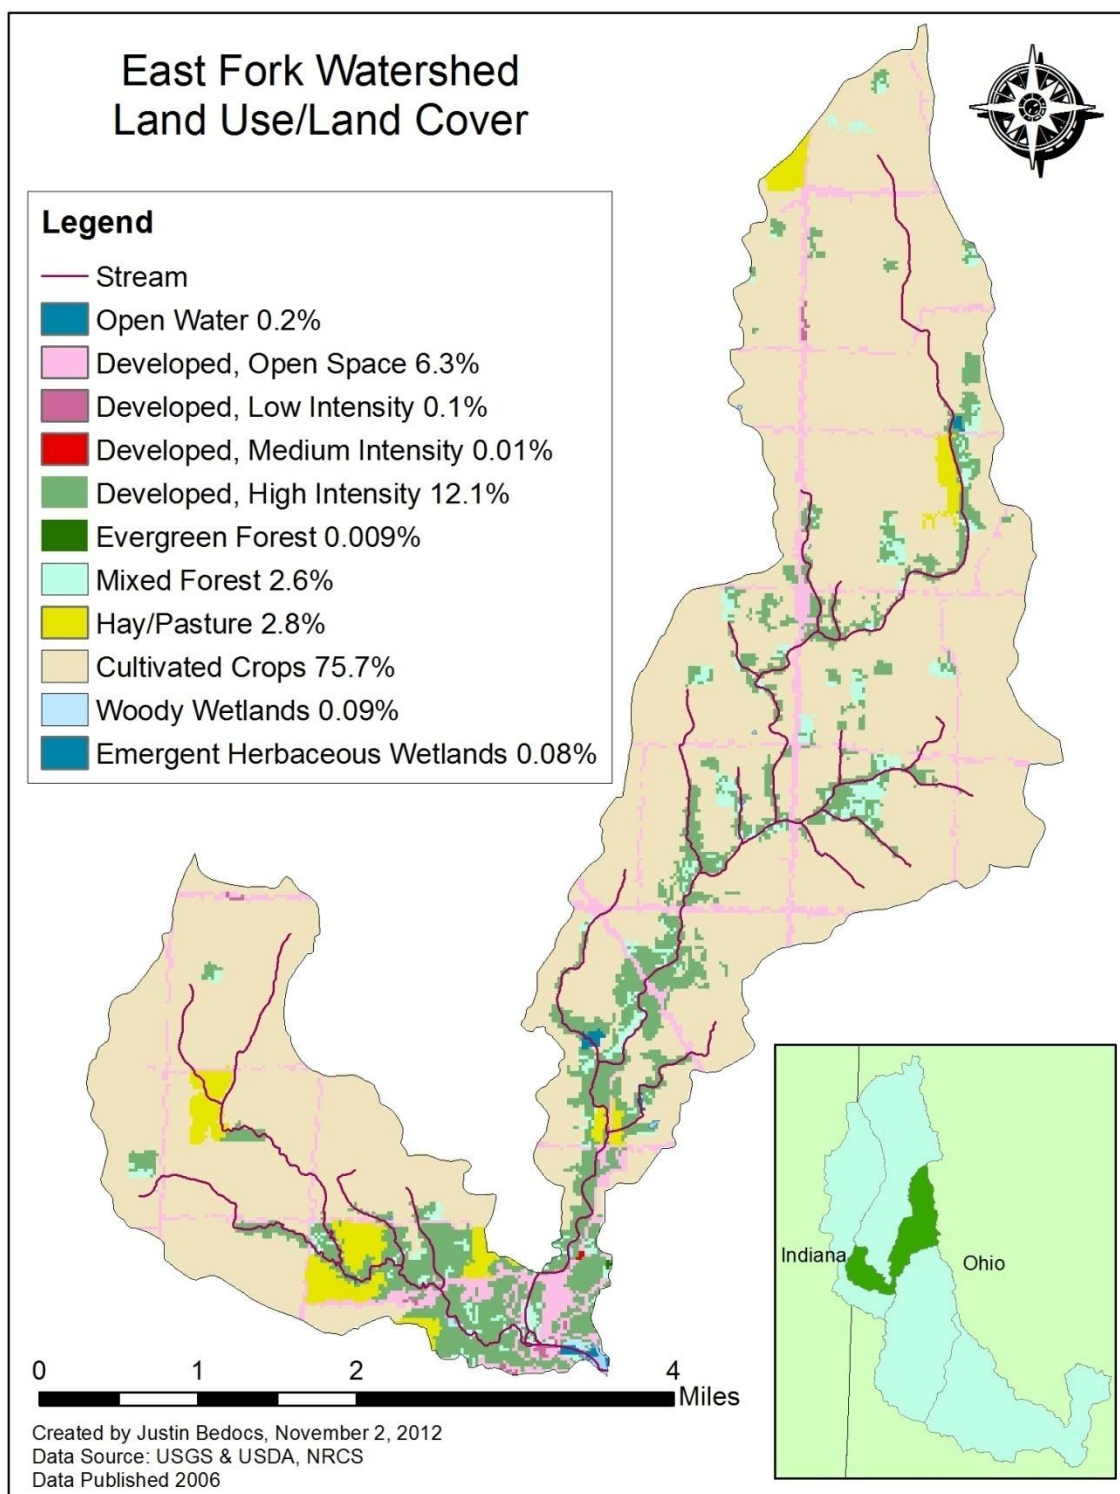 East Fork Watershed
Land Use/Land Cover
Legend
Stream
Open Water 0.2%
Developed, Open Space 6.3%
Developed, Low Intensity 0.1%
Developed, Medium Intensity 0.01%
Developed, High Intensity 12.1%
Evergreen Forest 0.009%
Mixed Forest 2.6%
Hay/Pasture 2.8%
Cultivated Crops 75.7%
Woody Wetlands 0.09%
Emergent Herbaceous Wetlands 0.08%
Indiana
Ohio
0 1 2 4
Miles
Created by Justin Bedocs, November 2, 2012
Data Source: USGS & USDA, NRCS
Data Published 2006